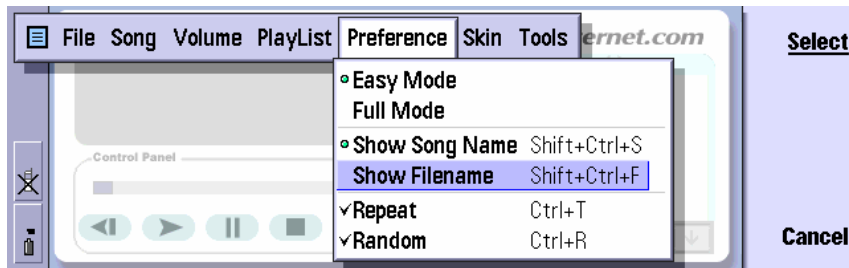 File Song Volume PlayList Preference Skin Tools ernet.com
Select
Easy Mode
Full Mode
Show Song Name Shift+Ctrl+S
Control Panel
Show Filename Shift+Ctrl+F
Repeat Ctrl+T
Random Ctrl+R
Cancel